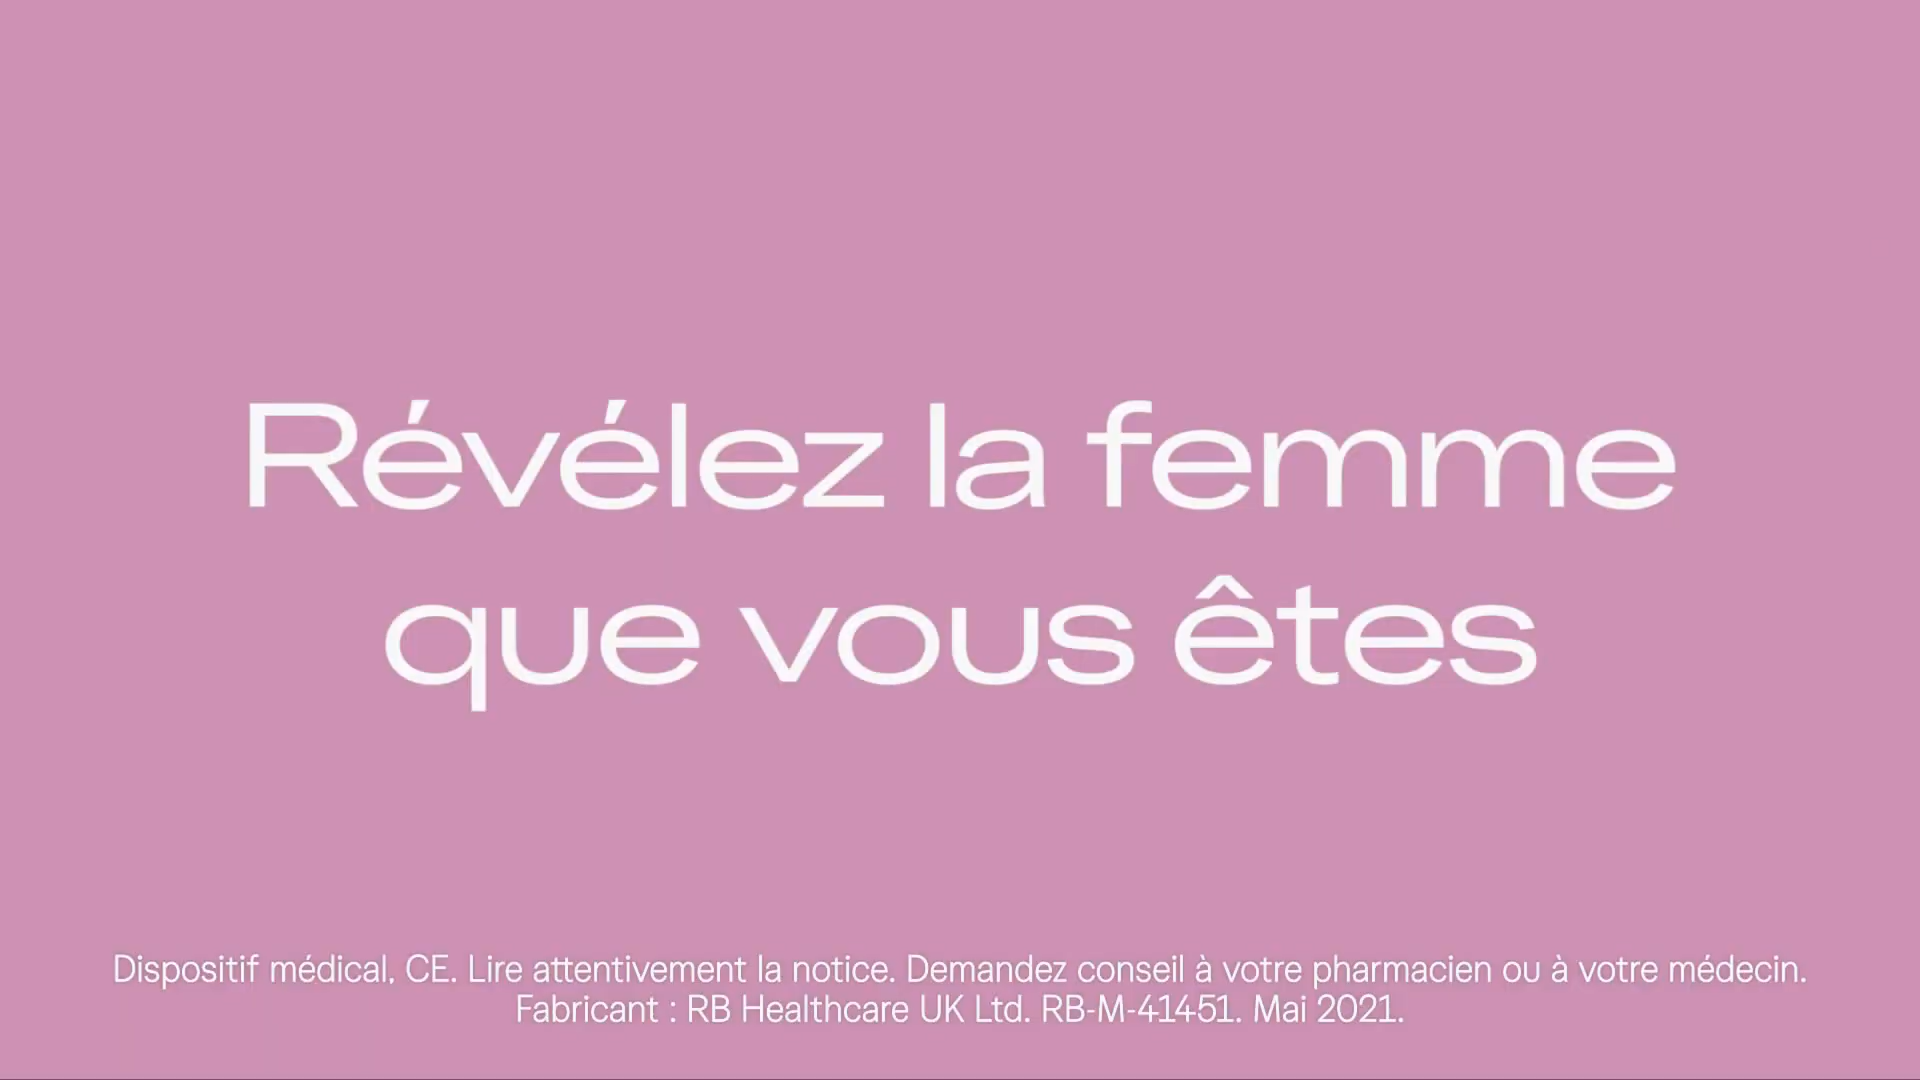 Révélez la femme
que vous êtes
Dispositif médical, CE. Lire attentivement la notice. Demandez conseil à votre pharmacien ou à votre médecin.
Fabricant : RB Healthcare UK Ltd. RB-M-41451. Mai 2021.